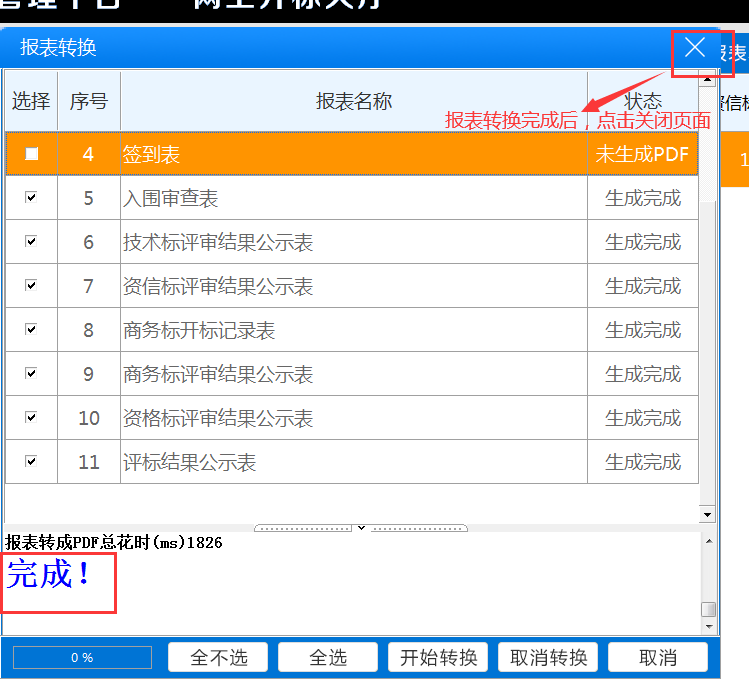 报表转换
报表
选择 序号 报表名称 状态
资信标
报表转换完成后，点击关闭页面
4 签到表 未生成PDF
1
5 入围审查表 生成完成
6 技术标评审结果公示表 生成完成
7 资信标评审结果公示表 生成完成
8 商务标开标记录表 生成完成
9 商务标评审结果公示表 生成完成
10 资格标评审结果公示表 生成完成
11 评标结果公示表 生成完成
报表转成PDF总花时(ms)1826
完成！
0 % 全不选 全选 开始转换 取消转换 取消